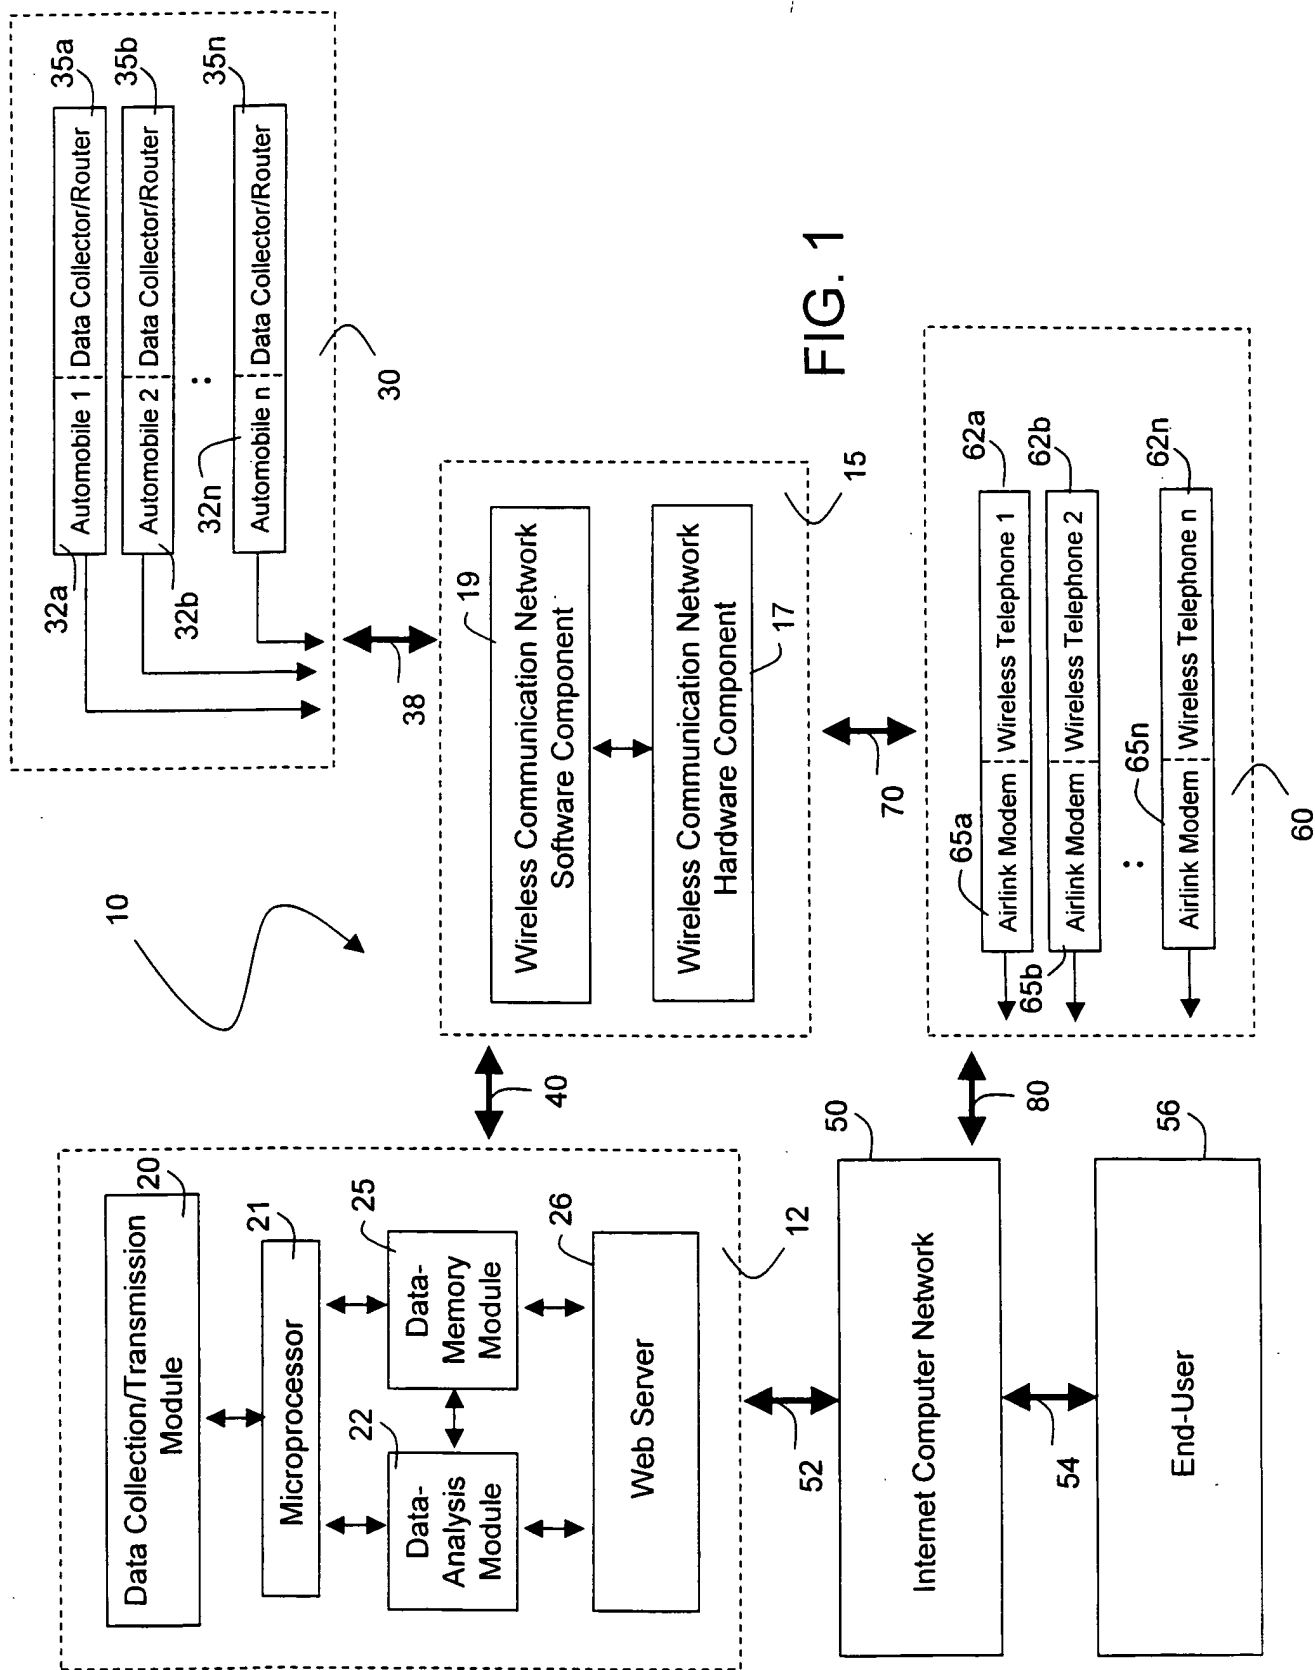 10
Data Collection/Transmission
Module
20
Microprocessor
21
Data-
Analysis
Module
22
Data-
Memory
Module
25
Web Server
26
12
40
52
Internet Computer Network
50
54
End-User
56
80
Wireless Communication Network
Software Component
19
Wireless Communication Network
Hardware Component
17
15
38
70
32a
Automobile 1
Data Collector/Router
35a
Automobile 2
Data Collector/Router
35b
32b
:
32n
Automobile n
Data Collector/Router
35n
30
65a
Airlink Modem
Wireless Telephone 1
62a
65b
Airlink Modem
Wireless Telephone 2
62b
:
65n
Airlink Modem
Wireless Telephone n
62n
60
FIG. 1